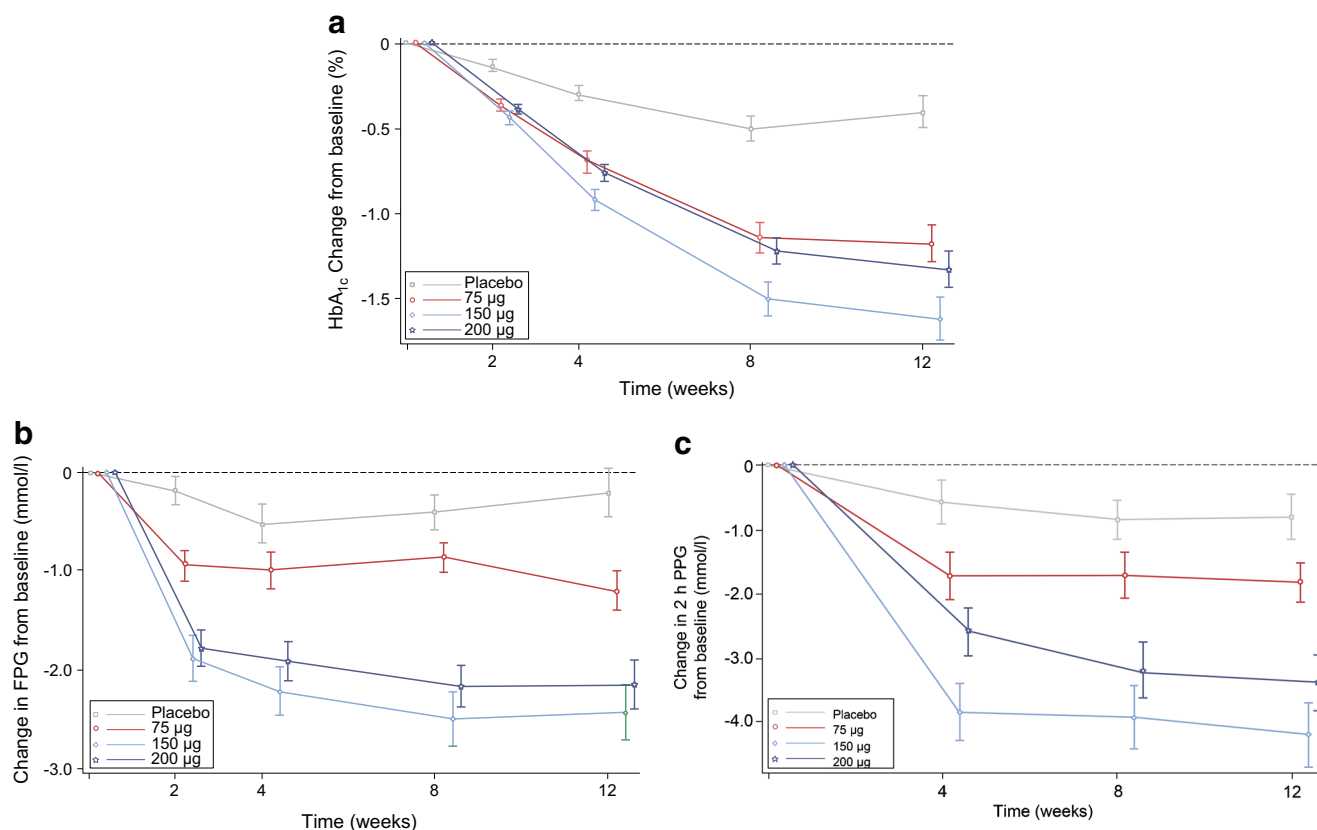 a
HbA1c Change from baseline (%)
0
-0.5
-1.0
-1.5
Placebo
75 µg
150 µg
200 µg
2
4
8
12
Time (weeks)
b
Change in FPG from baseline (mmol/l)
0
-1.0
-2.0
-3.0
Placebo
75 µg
150 µg
200 µg
2
4
8
12
Time (weeks)
c
Change in 2 h PPG
from baseline (mmol/l)
0
-1.0
-2.0
-3.0
-4.0
Placebo
75 µg
150 µg
200 µg
4
8
12
Time (weeks)